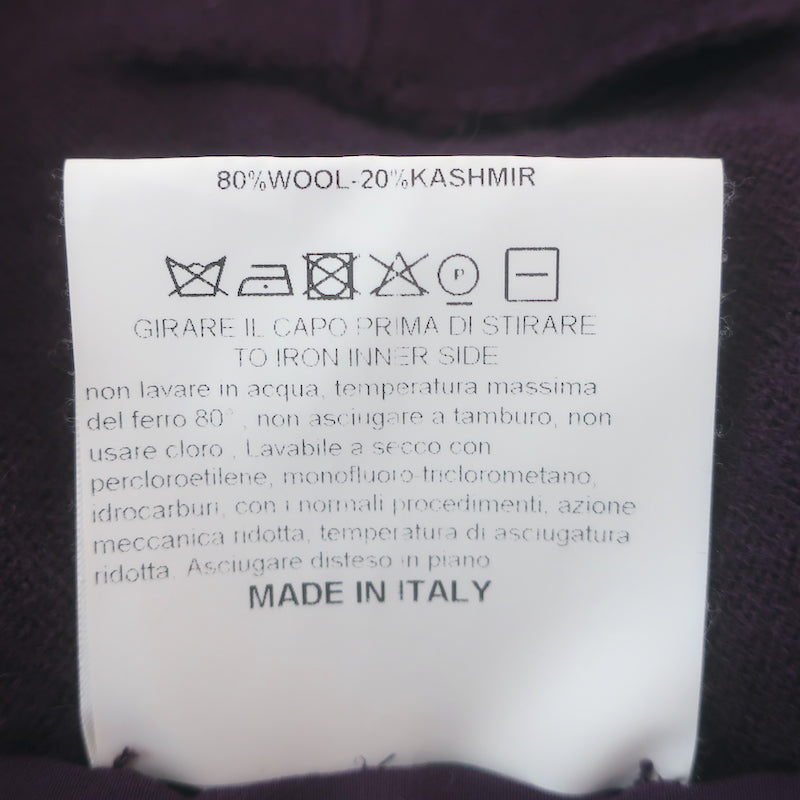 80%WOOL-20%KASHMIR
P
GIRARE IL CAPO PRIMA DI STIRARE
TO IRON INNER SIDE
non lavare in acqua, temperatura massima
del ferro 80° , non asciugare a tamburo, non
usare cloro , Lavabile a secco con
percloroetilene, monofluoro-triclorometano,
idrocarburi, con i normali procedimenti, azione
meccanica ridotta, temperatura di asciugatura
ridotta. Asciugare disteso in piano
MADE IN ITALY